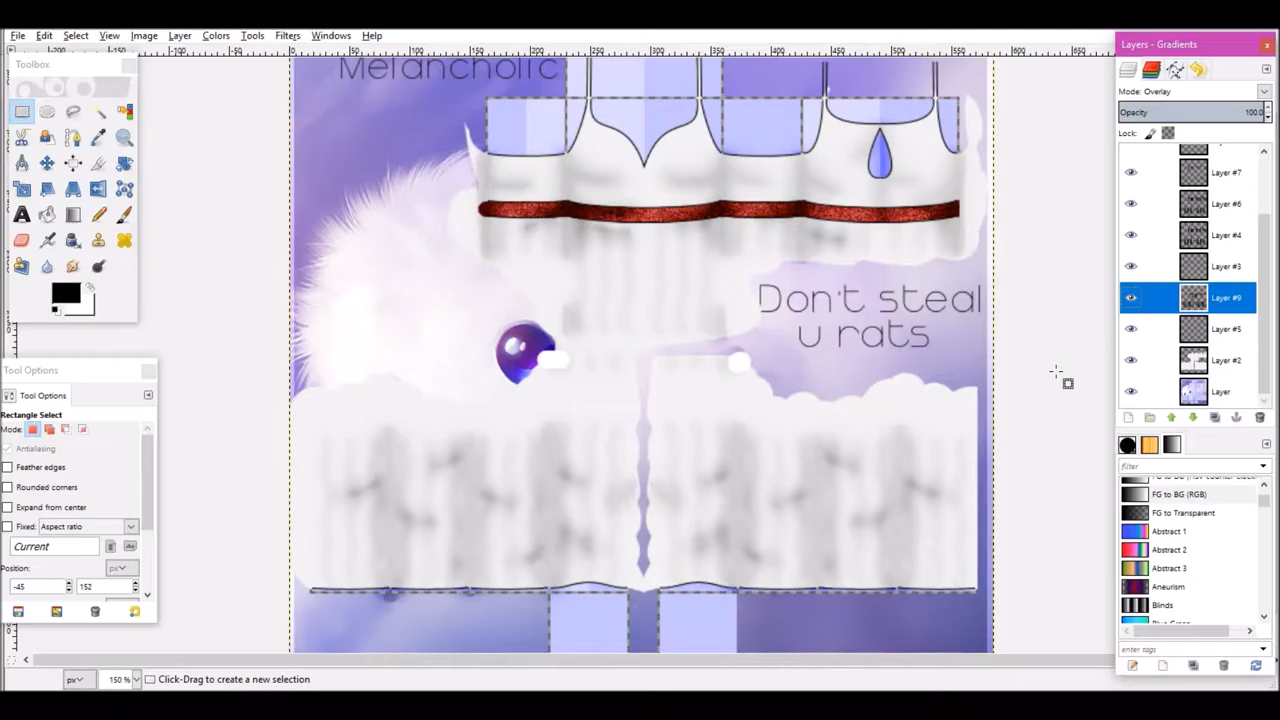 File Edit Select View Image Layer Colors Tools Filters Windows Help
Layers - Gradients
Toolbox
Mode: Overlay
Opacity 100.0
Lock:
Layer #7
Layer #6
Layer #4
Layer #3
Layer #9
Layer #5
Layer #2
Layer
Melancholic
Don't steal
u rats
Tool Options
Tool Options
Rectangle Select
Mode:
Antialiasing
Feather edges
Rounded corners
Expand from center
Fixed: Aspect ratio
Current
px
Position:
-45 152
filter
FG to BG (RGB)
FG to Transparent
Abstract 1
Abstract 2
Abstract 3
Aneurism
Blinds
enter tags
px 150 % Click-Drag to create a new selection